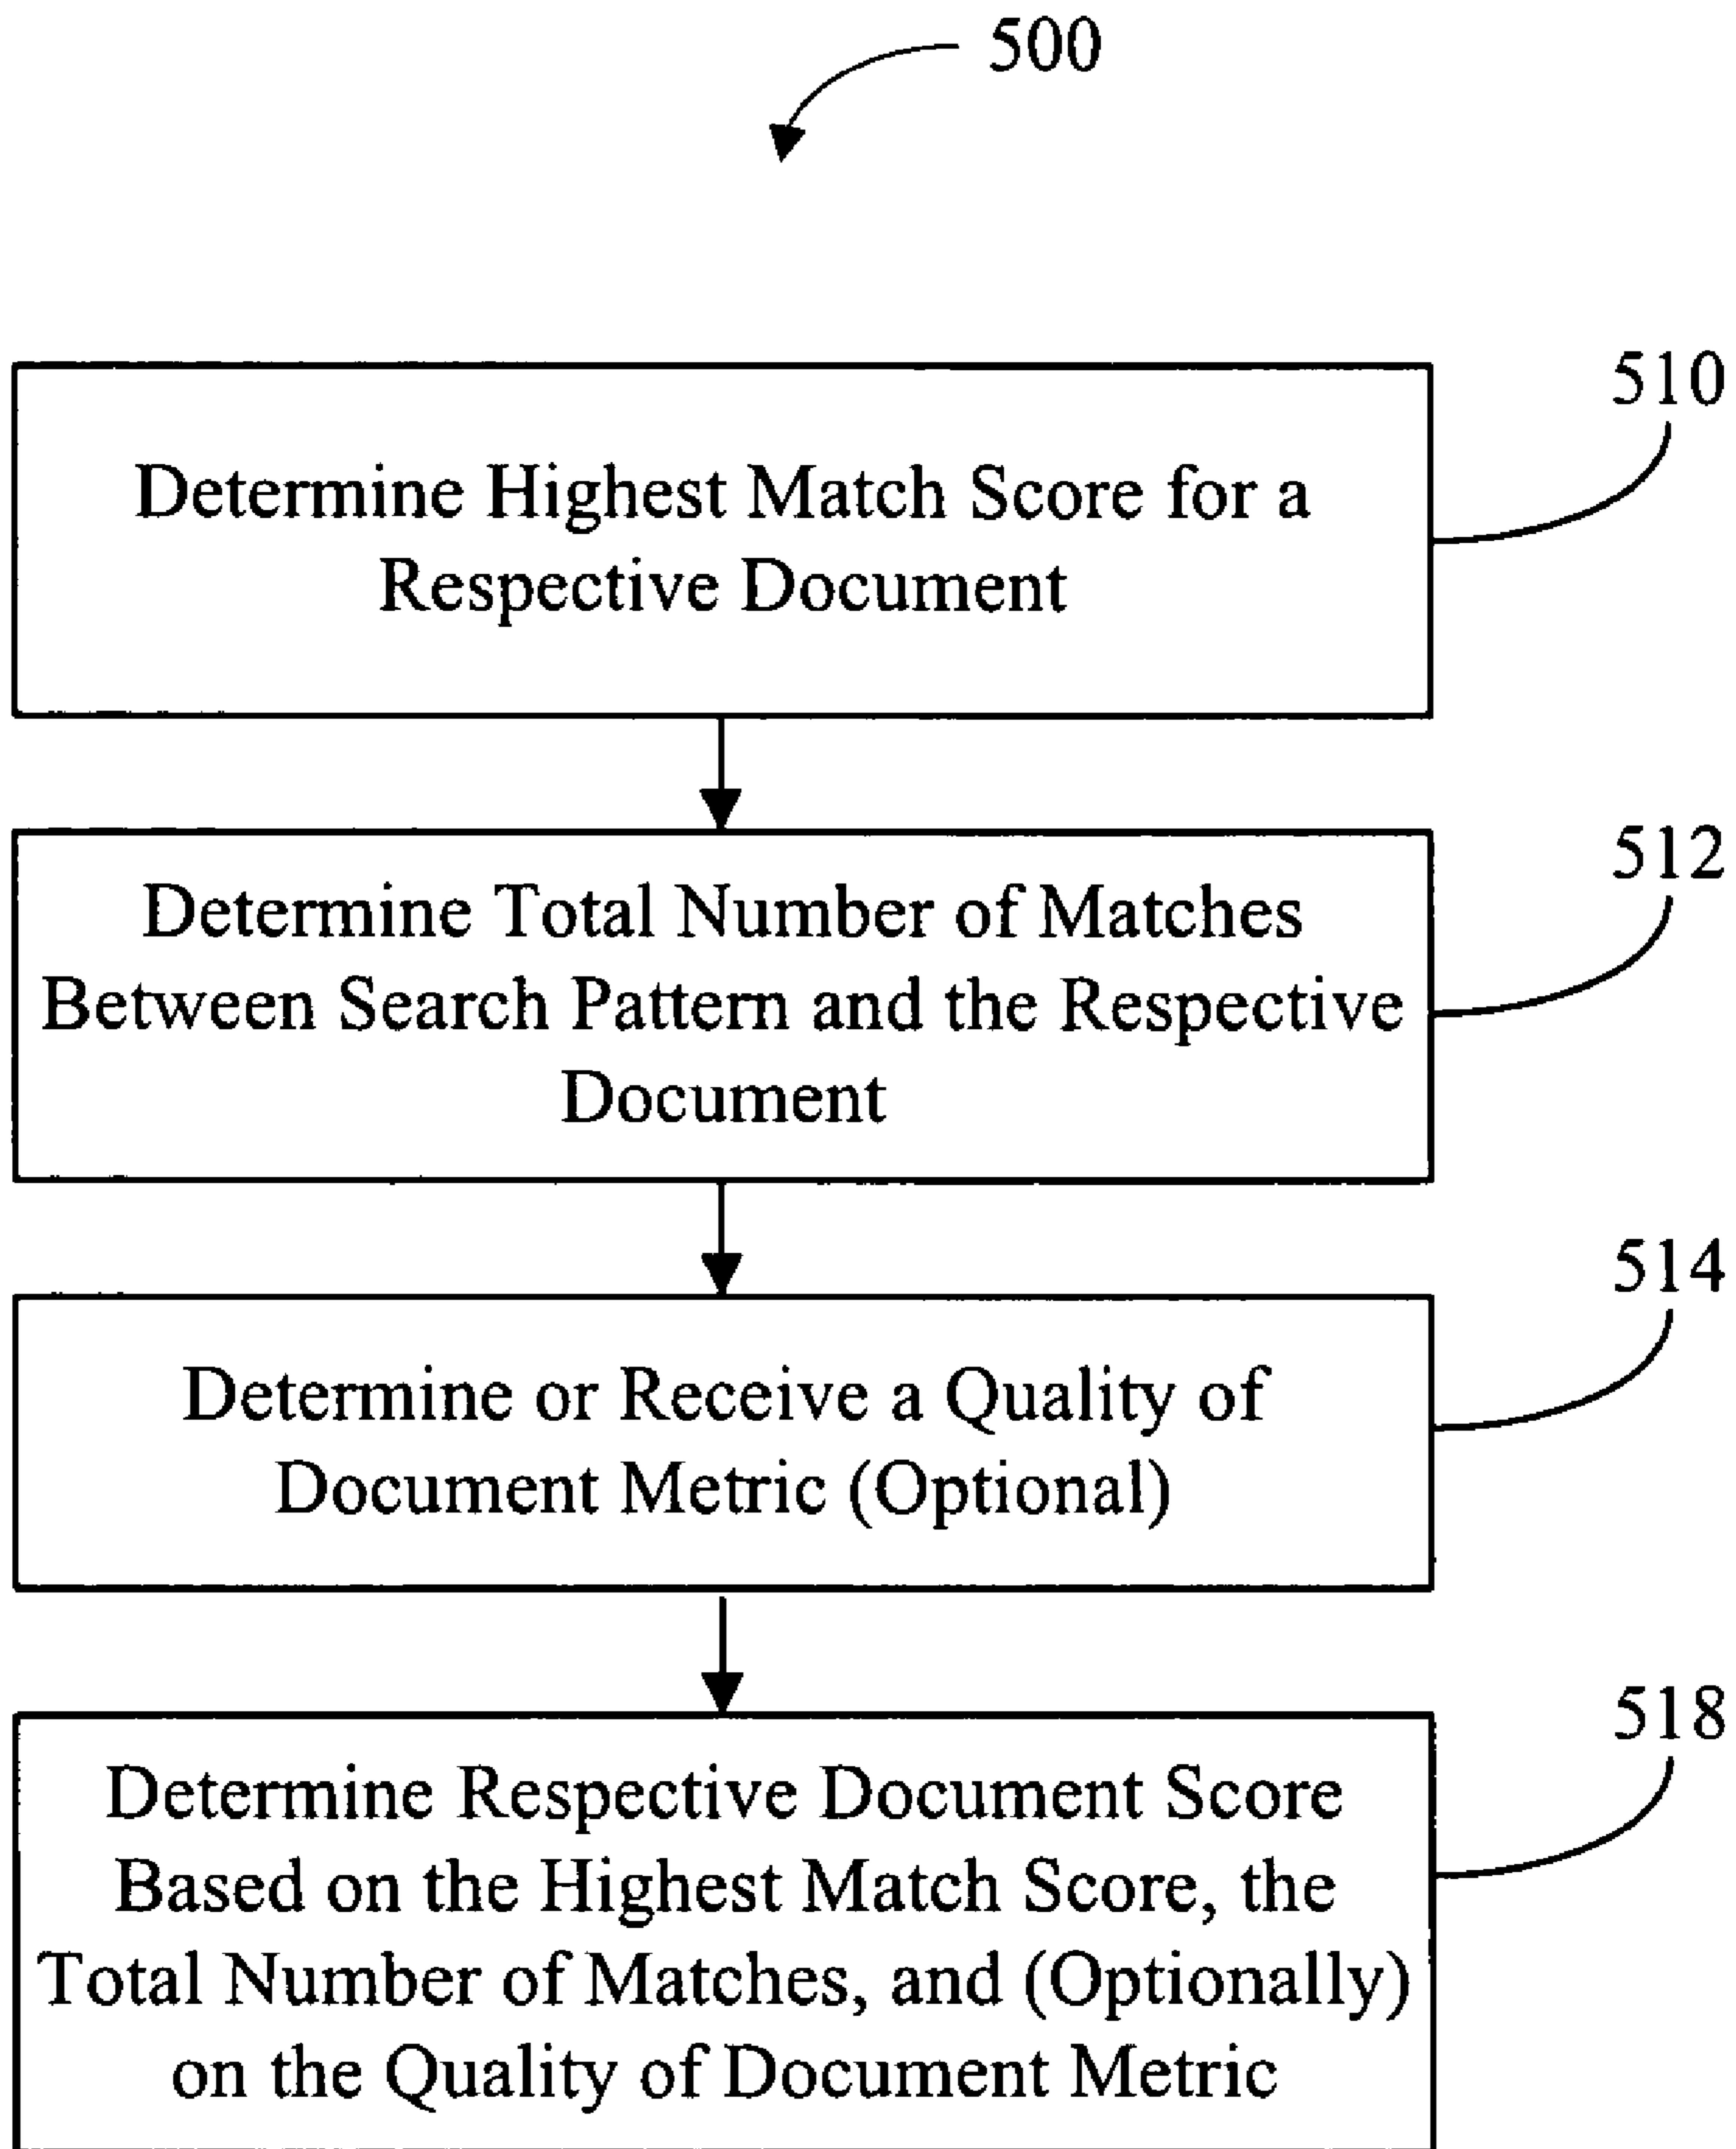 500
510
Determine Highest Match Score for a
Respective Document
512
Determine Total Number of Matches
Between Search Pattern and the Respective
Document
514
Determine or Receive a Quality of
Document Metric (Optional)
518
Determine Respective Document Score
Based on the Highest Match Score, the
Total Number of Matches, and (Optionally)
on the Quality of Document Metric